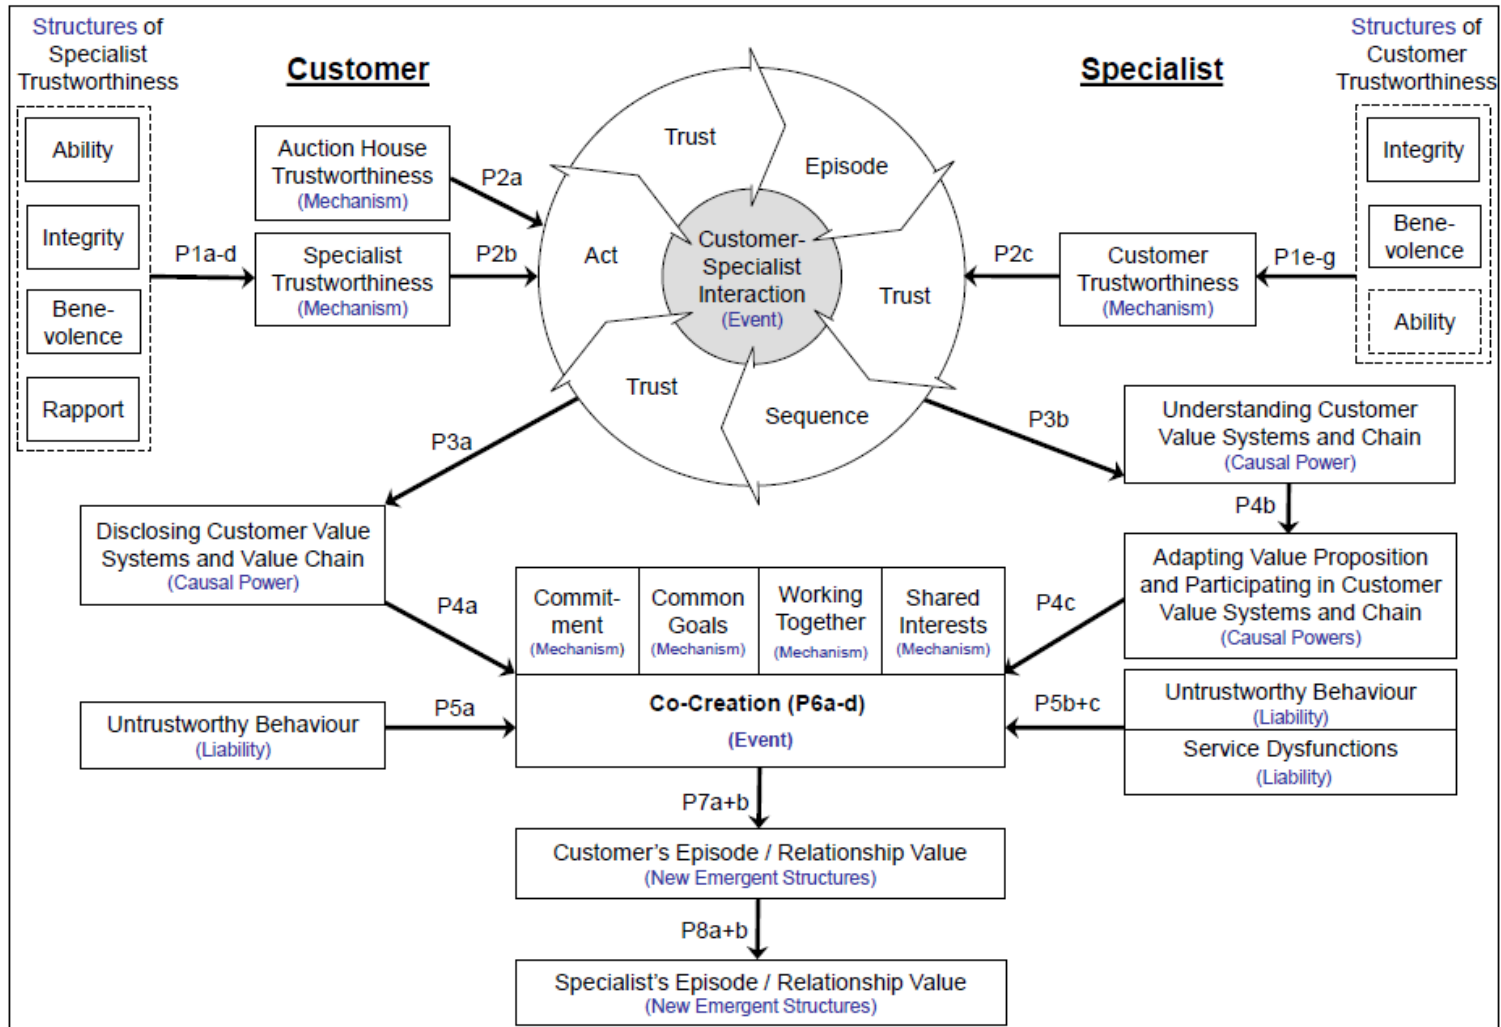 Structures of
Specialist
Trustworthiness
Customer
Specialist
Structures of
Customer
Trustworthiness
Ability
Integrity
Bene-
volence
Rapport
P1a-d
Auction House
Trustworthiness
(Mechanism)
P2a
Specialist
Trustworthiness
(Mechanism)
P2b
Trust
Episode
Act
Trust
Trust
Sequence
Customer-
Specialist
Interaction
(Event)
P2c
Customer
Trustworthiness
(Mechanism)
P1e-g
Integrity
Bene-
volence
Ability
P3a
P3b
Disclosing Customer Value
Systems and Value Chain
(Causal Power)
Understanding Customer
Value Systems and Chain
(Causal Power)
P4b
Adapting Value Proposition
and Participating in Customer
Value Systems and Chain
(Causal Powers)
P4a
P4c
Commit-
ment
(Mechanism)
Common
Goals
(Mechanism)
Working
Together
(Mechanism)
Shared
Interests
(Mechanism)
Co-Creation (P6a-d)
(Event)
Untrustworthy Behaviour
(Liability)
P5a
P5b+c
Untrustworthy Behaviour
(Liability)
Service Dysfunctions
(Liability)
P7a+b
Customer's Episode / Relationship Value
(New Emergent Structures)
P8a+b
Specialist's Episode / Relationship Value
(New Emergent Structures)